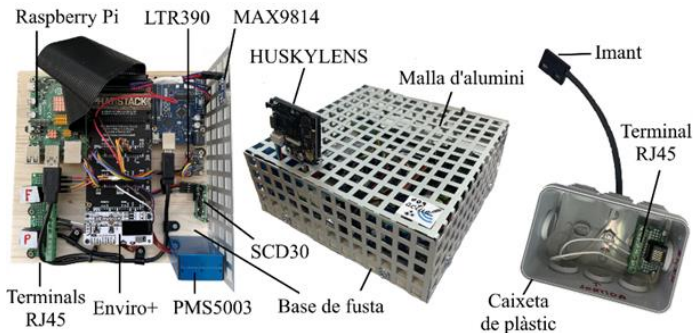 Raspberry Pi
LTR390
MAX9814
HUSKYLENS
Malla d'alumini
Imant
Terminal
RJ45
PHATSTACK
F
P
SCD30
Terminals
RJ45
Enviro+
PMS5003
Base de fusta
Caixeta
de plàstic